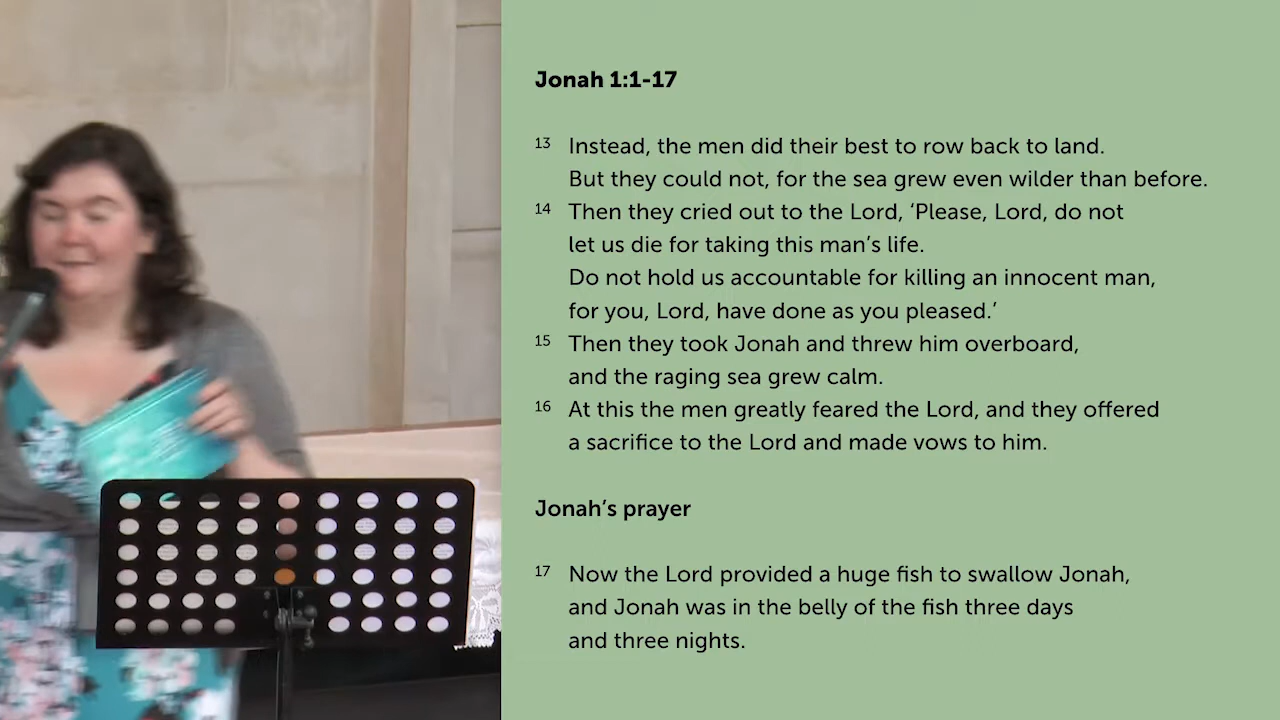 Jonah 1:1-17
13 Instead, the men did their best to row back to land.
But they could not, for the sea grew even wilder than before.
14 Then they cried out to the Lord, ‘Please, Lord, do not
let us die for taking this man’s life.
Do not hold us accountable for killing an innocent man,
for you, Lord, have done as you pleased.’
15 Then they took Jonah and threw him overboard,
and the raging sea grew calm.
16 At this the men greatly feared the Lord, and they offered
a sacrifice to the Lord and made vows to him.
Jonah’s prayer
17 Now the Lord provided a huge fish to swallow Jonah,
and Jonah was in the belly of the fish three days
and three nights.